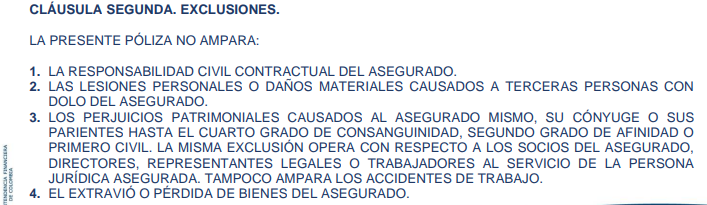 CLÁUSULA SEGUNDA. EXCLUSIONES.
LA PRESENTE PÓLIZA NO AMPARA:
1. LA RESPONSABILIDAD CIVIL CONTRACTUAL DEL ASEGURADO.
2. LAS LESIONES PERSONALES O DAÑOS MATERIALES CAUSADOS A TERCERAS PERSONAS CON
DOLO DEL ASEGURADO.
3. LOS PERJUICIOS PATRIMONIALES CAUSADOS AL ASEGURADO MISMO, SU CÓNYUGE O SUS
PARIENTES HASTA EL CUARTO GRADO DE CONSANGUINIDAD, SEGUNDO GRADO DE AFINIDAD O
PRIMERO CIVIL. LA MISMA EXCLUSIÓN OPERA CON RESPECTO A LOS SOCIOS DEL ASEGURADO,
DIRECTORES, REPRESENTANTES LEGALES O TRABAJADORES AL SERVICIO DE LA PERSONA
JURÍDICA ASEGURADA. TAMPOCO AMPARA LOS ACCIDENTES DE TRABAJO.
4. EL EXTRAVIÓ O PÉRDIDA DE BIENES DEL ASEGURADO.
TENDENCIA FINANCIERA
DE COLOMBIA